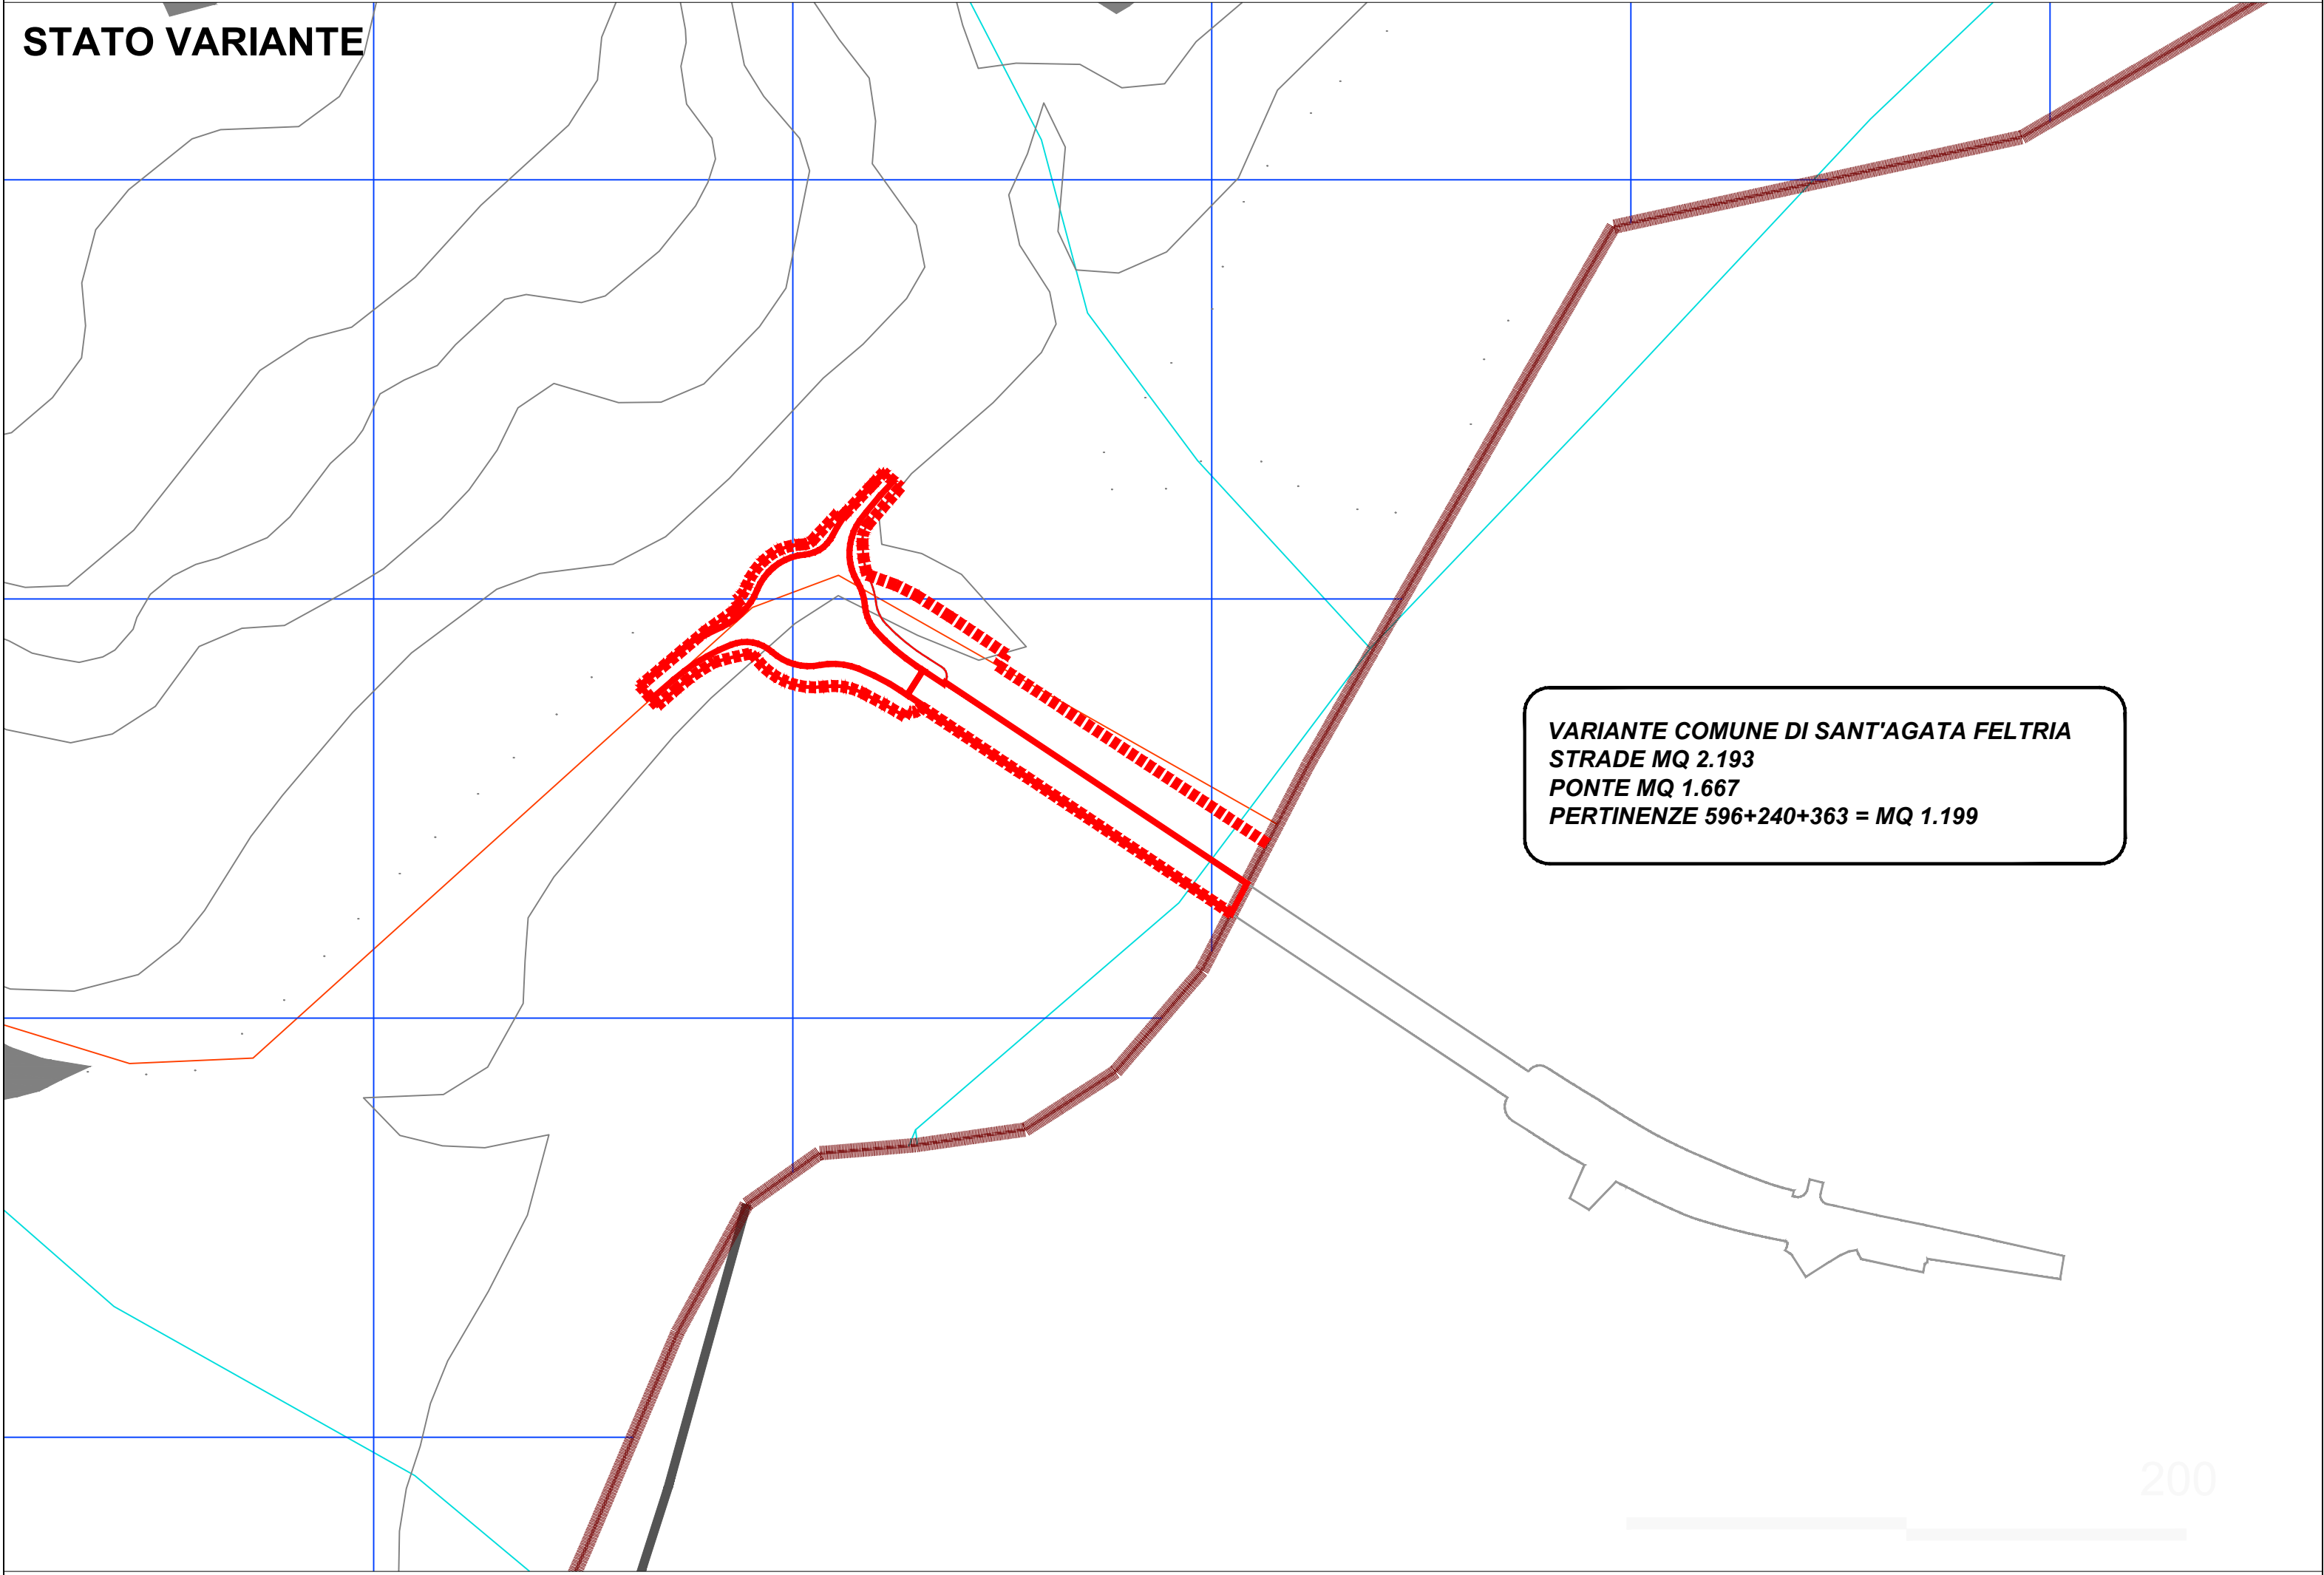 STATO VARIANTE
VARIANTE COMUNE DI SANT'AGATA FELTRIA
STRADE MQ 2.193
PONTE MQ 1.667
PERTINENZE 596+240+363 = MQ 1.199
200